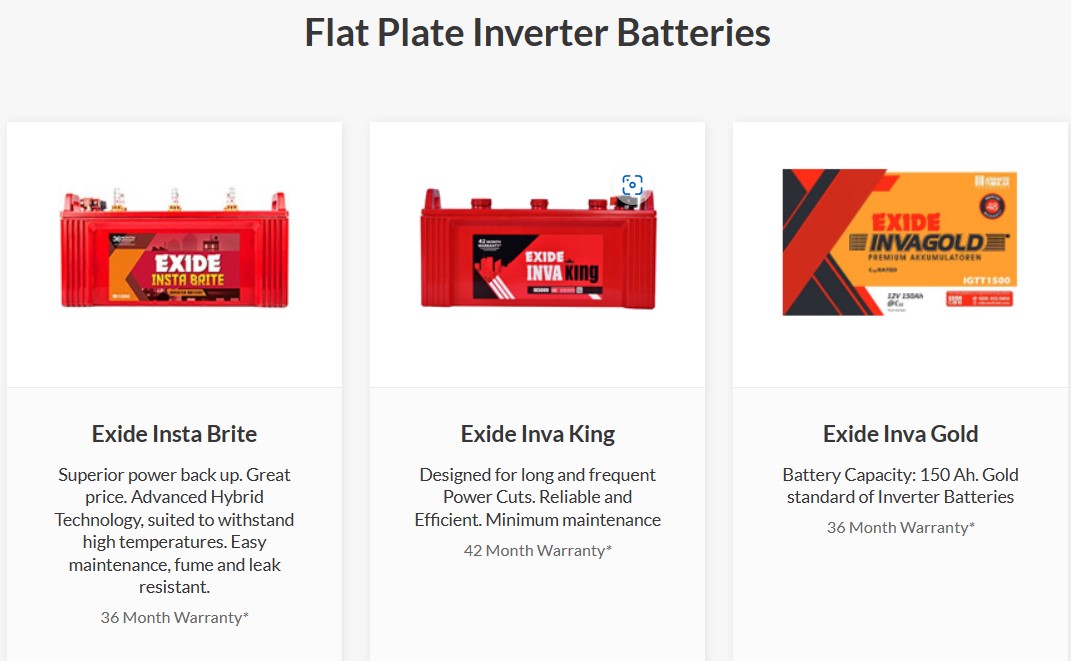 Flat Plate Inverter Batteries
36 MONTH
WARRANTY*
EXIDE
INSTA BRITE
42 MONTH
WARRANTY*
EXIDE
INVA KING
EXIDE
INVAGOLD
PREMIUM AKKUMULATOREN
RATED
IGTT1500
12V 150Ah
Exide Insta Brite
Superior power back up. Great
price. Advanced Hybrid
Technology, suited to withstand
high temperatures. Easy
maintenance, fume and leak
resistant.
36 Month Warranty*
Exide Inva King
Designed for long and frequent
Power Cuts. Reliable and
Efficient. Minimum maintenance
42 Month Warranty*
Exide Inva Gold
Battery Capacity: 150 Ah. Gold
standard of Inverter Batteries
36 Month Warranty*